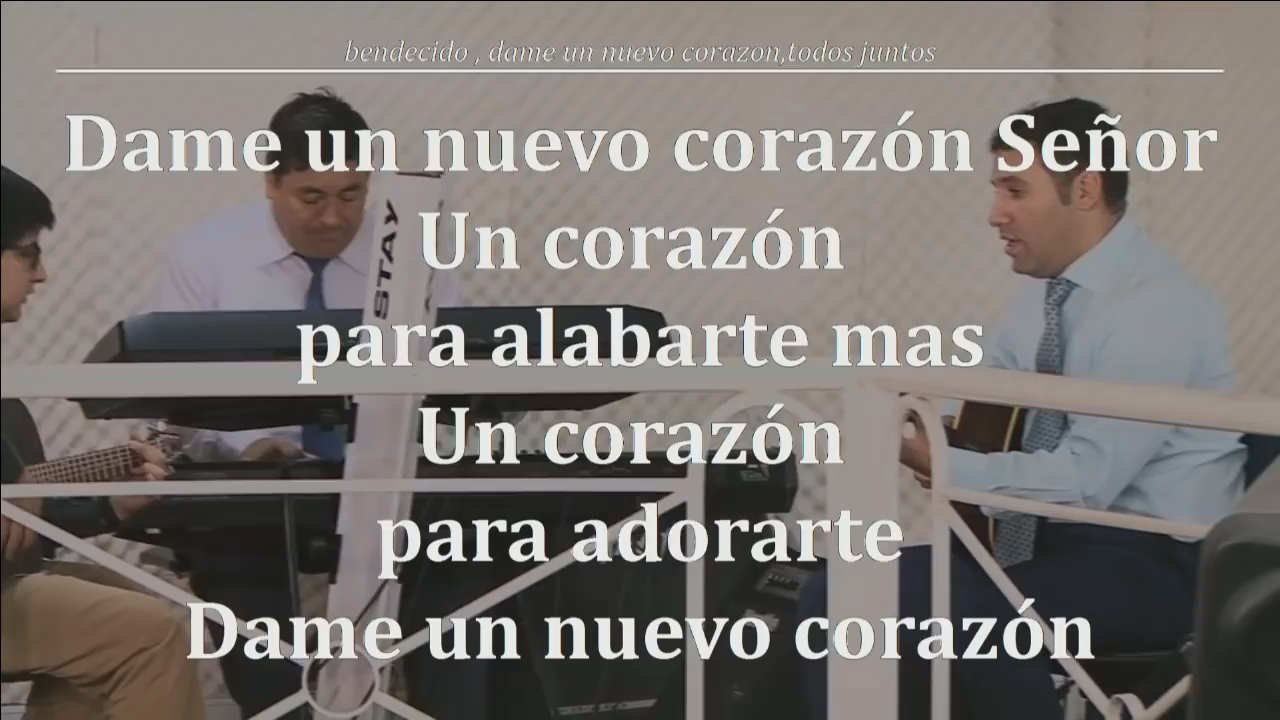 bendecido , dame un nuevo corazon,todos juntos
Dame un nuevo corazón Señor
Un corazón
para alabarte mas
Un corazón
para adorarte
Dame un nuevo corazón
STAY